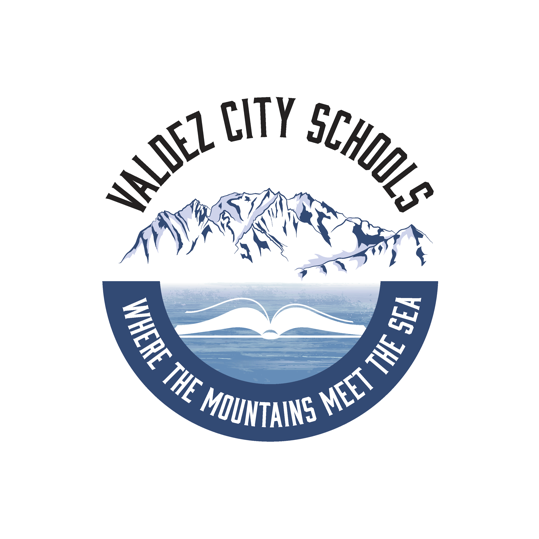 VALDEZ CITY SCHOOLS
WHERE THE MOUNTAINS MEET THE SEA